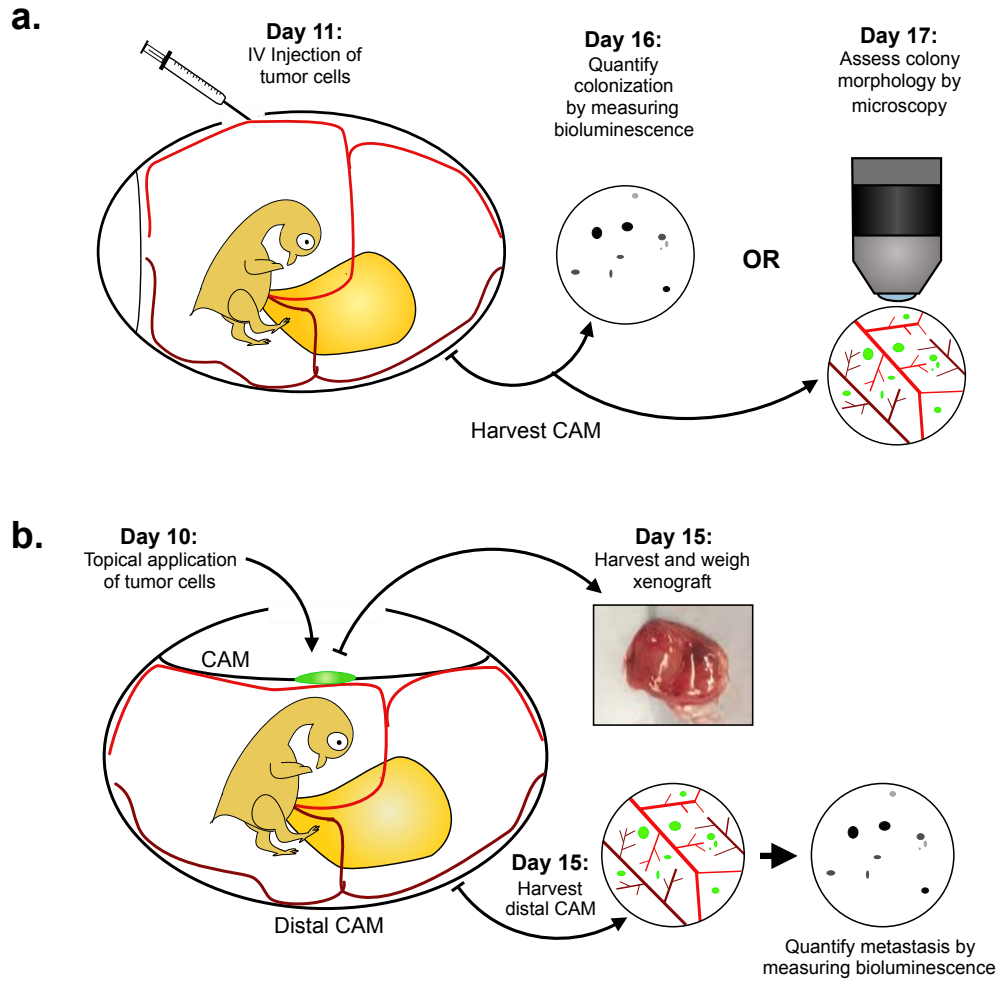 a.
Day 11:
IV Injection of
tumor cells
Day 16:
Quantify
colonization
by measuring
bioluminescence
OR
Day 17:
Assess colony
morphology by
microscopy
Harvest CAM
b.
Day 10:
Topical application
of tumor cells
CAM
Day 15:
Harvest and weigh
xenograft
Day 15:
Harvest
distal CAM
Distal CAM
Quantify metastasis by
measuring bioluminescence